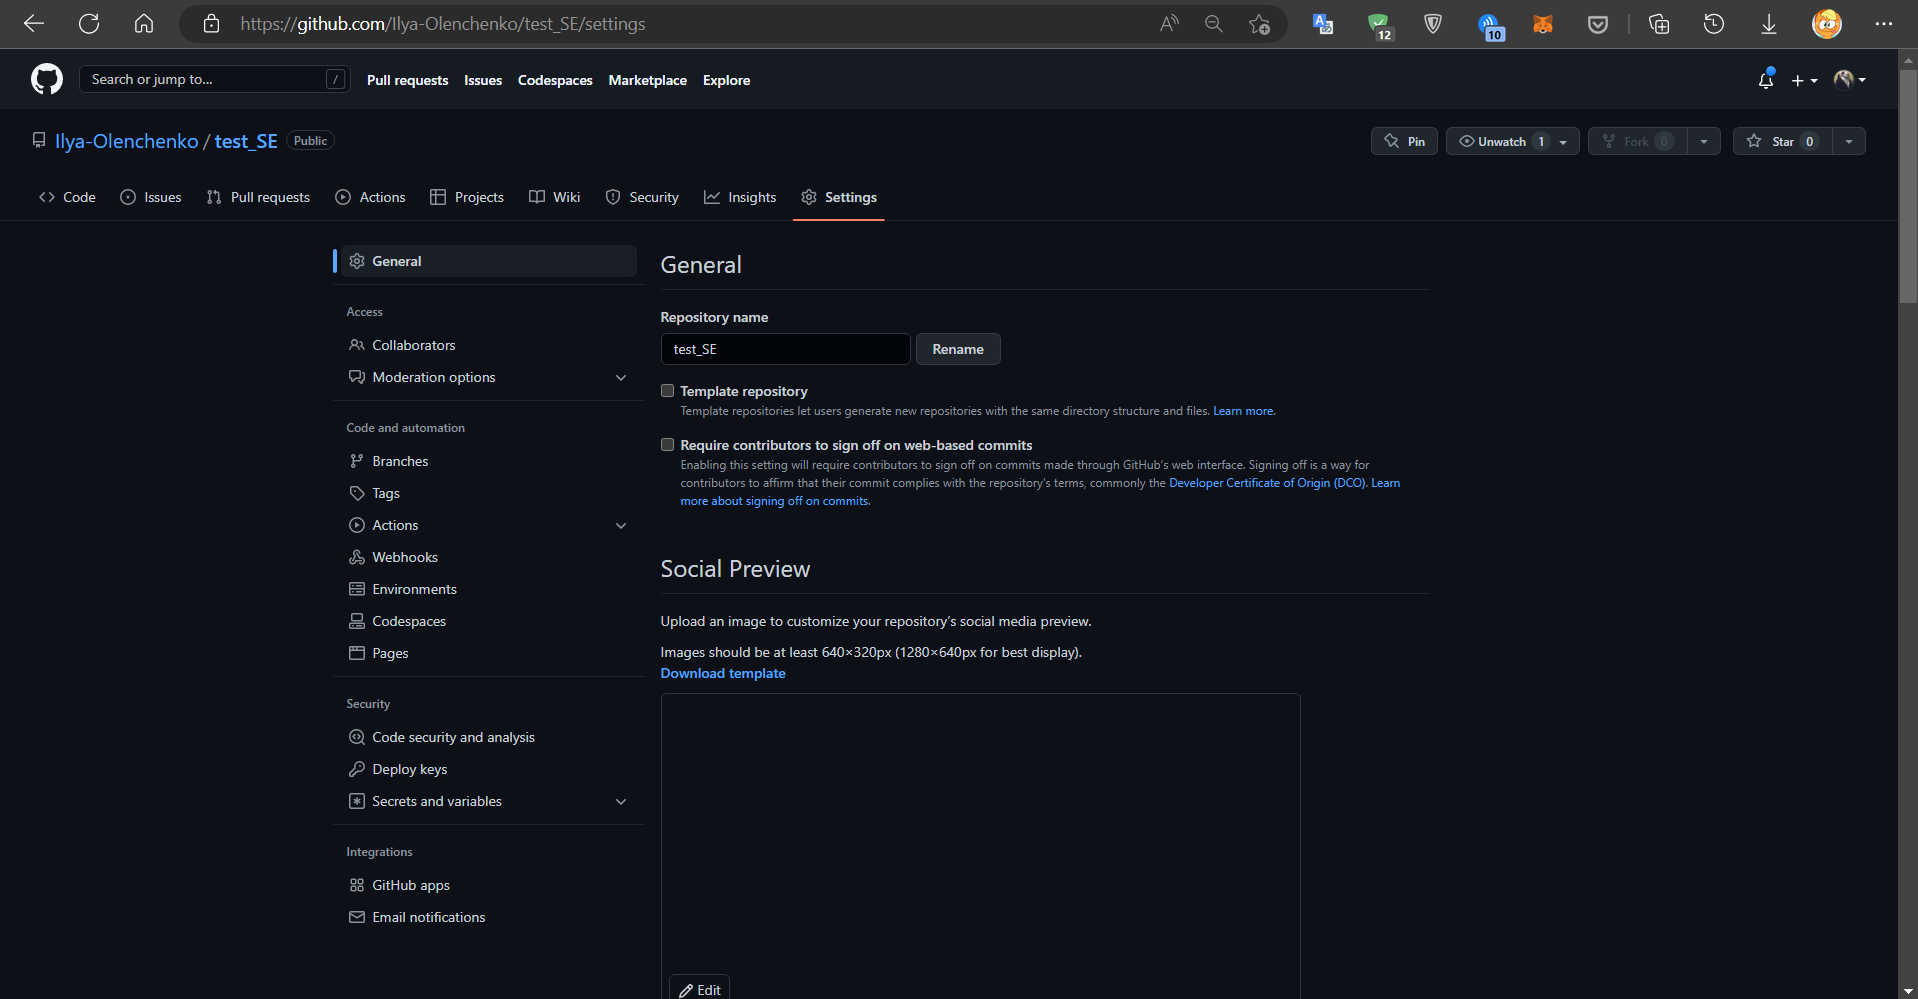 https://github.com/Ilya-Olenchenko/test_SE/settings
12
10
Search or jump to...
/
Pull requests Issues Codespaces Marketplace Explore
Ilya-Olenchenko / test_SE Public
Pin Unwatch 1 Fork 0 Star 0
Code Issues Pull requests Actions Projects Wiki Security Insights Settings
General
Access
Collaborators
Moderation options
Code and automation
Branches
Tags
Actions
Webhooks
Environments
Codespaces
Pages
Security
Code security and analysis
Deploy keys
Secrets and variables
Integrations
GitHub apps
Email notifications
General
Repository name
test_SE Rename
Template repository
Template repositories let users generate new repositories with the same directory structure and files. Learn more.
Require contributors to sign off on web-based commits
Enabling this setting will require contributors to sign off on commits made through GitHub's web interface. Signing off is a way for
contributors to affirm that their commit complies with the repository's terms, commonly the Developer Certificate of Origin (DCO). Learn
more about signing off on commits.
Social Preview
Upload an image to customize your repository's social media preview.
Images should be at least 640×320px (1280×640px for best display).
Download template
Edit